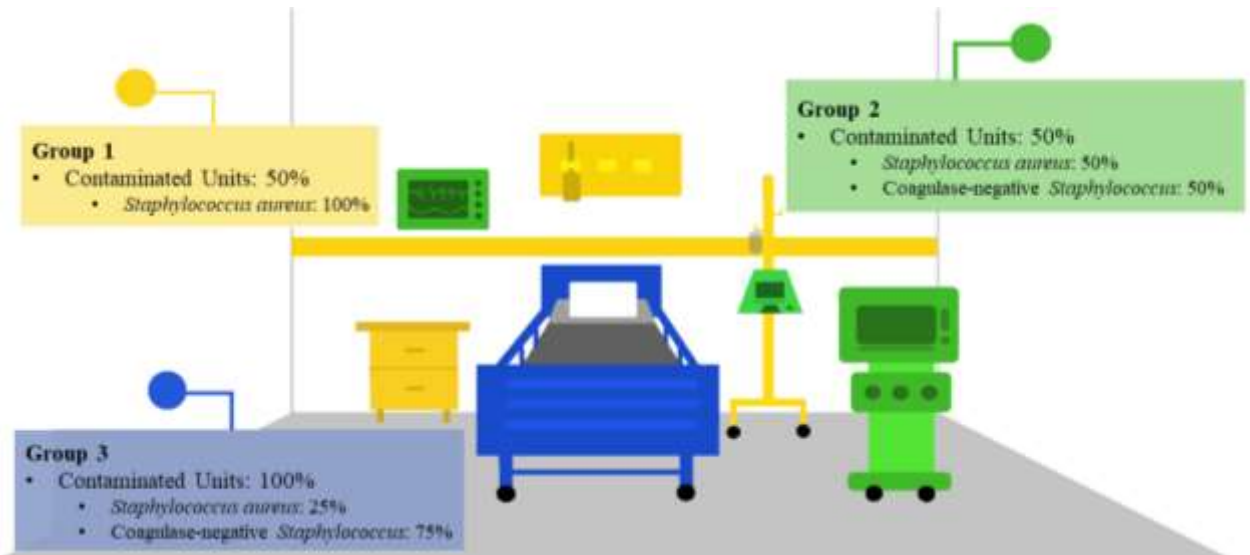 Group 1
• Contaminated Units: 50%
• Staphylococcus aureus: 100%
Group 2
• Contaminated Units: 50%
• Staphylococcus aureus: 50%
• Coagulase-negative Staphylococcus: 50%
Group 3
• Contaminated Units: 100%
• Staphylococcus aureus: 25%
• Coagulase-negative Staphylococcus: 75%